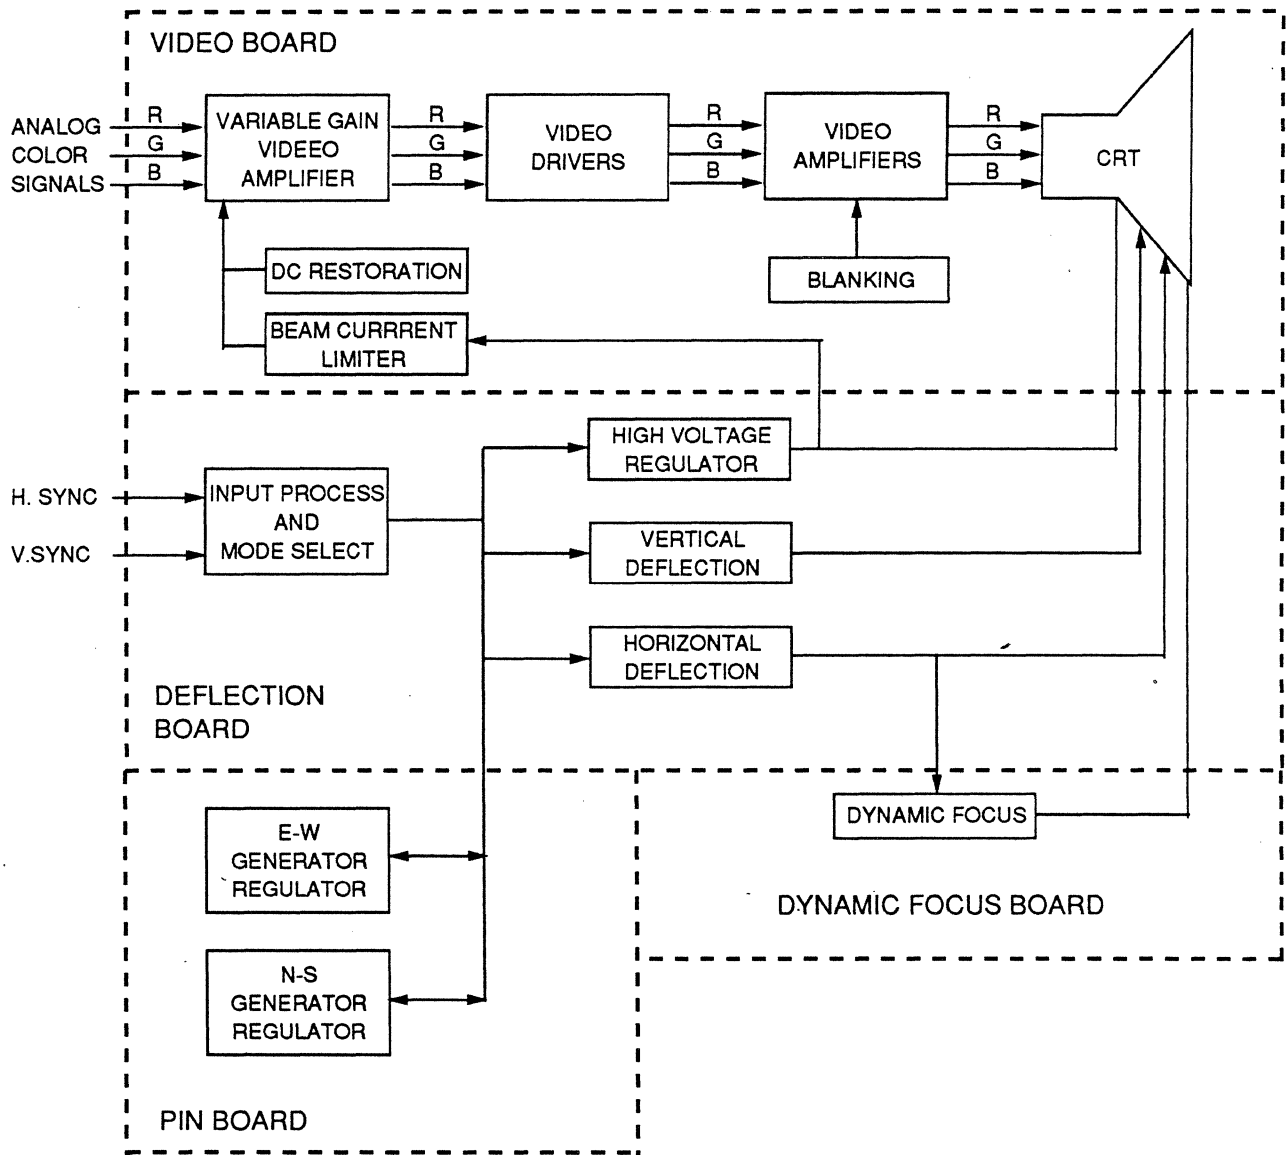 VIDEO BOARD
ANALOG
COLOR
SIGNALS
R
G
B
VARIABLE GAIN
VIDEEO
AMPLIFIER
R
G
B
VIDEO
DRIVERS
R
G
B
VIDEO
AMPLIFIERS
R
G
B
CRT
DC RESTORATION
BLANKING
BEAM CURRRENT
LIMITER
HIGH VOLTAGE
REGULATOR
H. SYNC
V.SYNC
INPUT PROCESS
AND
MODE SELECT
VERTICAL
DEFLECTION
HORIZONTAL
DEFLECTION
DEFLECTION
BOARD
E-W
GENERATOR
REGULATOR
DYNAMIC FOCUS
DYNAMIC FOCUS BOARD
N-S
GENERATOR
REGULATOR
PIN BOARD